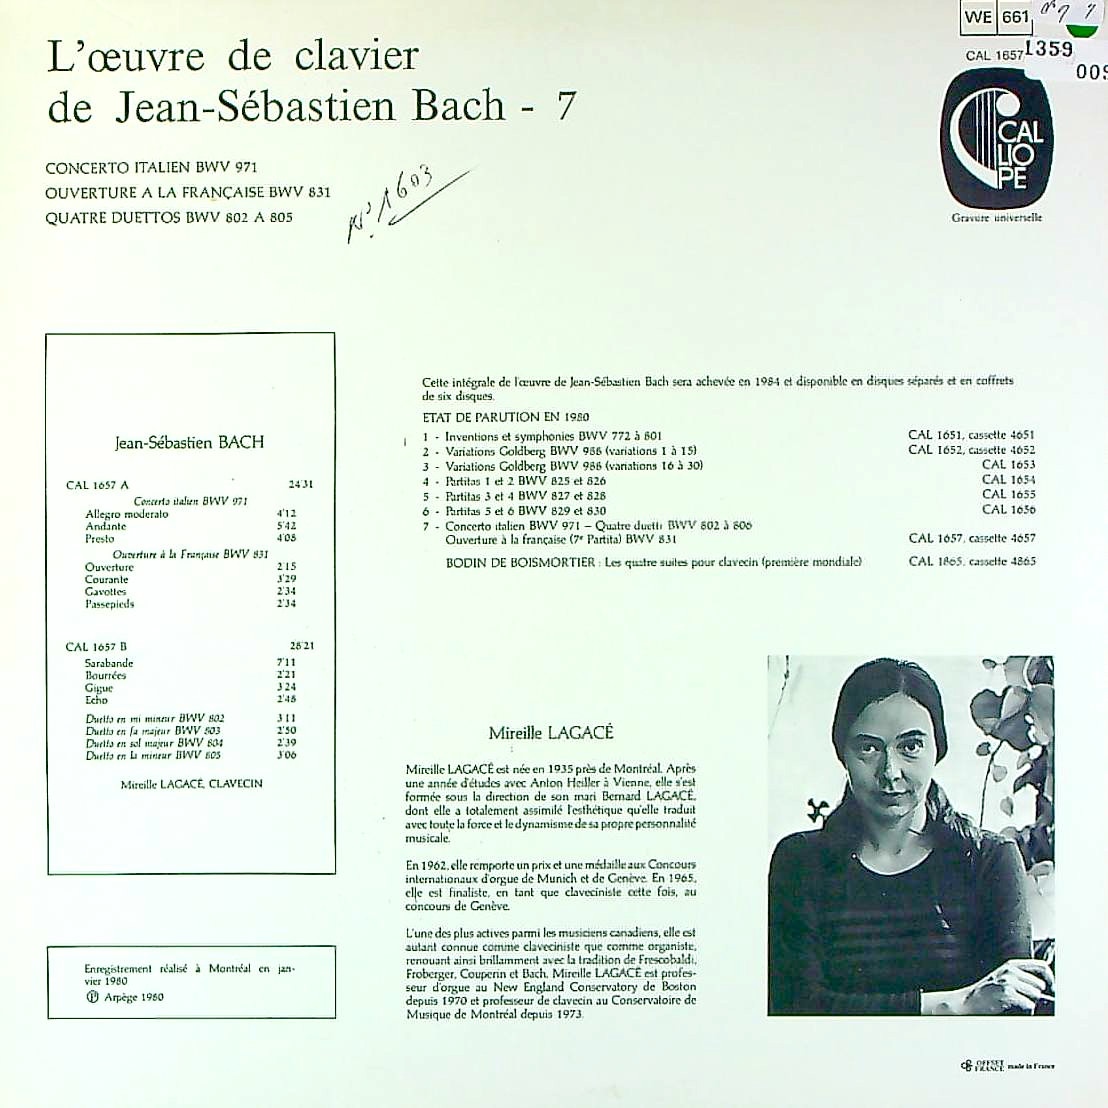 WE 661
CAL 1657
1359
009
L'œuvre de clavier
de Jean-Sébastien Bach - 7
CONCERTO ITALIEN BWV 971
OUVERTURE A LA FRANÇAISE BWV 831
QUATRE DUETTOS BWV 802 A 805
N° 1603
CAL
LIO
PE
Gravure universelle
Jean-Sébastien BACH
CAL 1657 A 24'31
Concerto italien BWV 971
Allegro moderato 4'12
Andante 5'42
Presto 4'08
Ouverture à la Française BWV 831
Ouverture 2'15
Courante 3'29
Gavottes 2'34
Passepieds 2'34
CAL 1657 B 28'21
Sarabande 7'11
Bourrées 2'21
Gigue 3'24
Echo 2'48
Duetto en mi mineur BWV 802 3'11
Duetto en fa majeur BWV 803 2'50
Duetto en sol majeur BWV 804 2'39
Duetto en la mineur BWV 805 3'06
Mireille LAGACÉ, CLAVECIN
Enregistrement réalisé à Montréal en jan-
vier 1980
Ⓟ Arpège 1980
Cette intégrale de l'œuvre de Jean-Sébastien Bach sera achevée en 1984 et disponible en disques séparés et en coffrets
de six disques.
ETAT DE PARUTION EN 1980
1 - Inventions et symphonies BWV 772 à 801 CAL 1651, cassette 4651
2 - Variations Goldberg BWV 988 (variations 1 à 15) CAL 1652, cassette 4652
3 - Variations Goldberg BWV 988 (variations 16 à 30) CAL 1653
4 - Partitas 1 et 2 BWV 825 et 826 CAL 1654
5 - Partitas 3 et 4 BWV 827 et 828 CAL 1655
6 - Partitas 5 et 6 BWV 829 et 830 CAL 1656
7 - Concerto italien BWV 971 – Quatre duetti BWV 802 à 806
Ouverture à la française (7e Partita) BWV 831 CAL 1657, cassette 4657
BODIN DE BOISMORTIER : Les quatre suites pour clavecin (première mondiale) CAL 1865, cassette 4865
Mireille LAGACÉ
Mireille LAGACÉ est née en 1935 près de Montréal. Après
une année d'études avec Anton Heiller à Vienne, elle s'est
formée sous la direction de son mari Bernard LAGACÉ,
dont elle a totalement assimilé l'esthétique qu'elle traduit
avec toute la force et le dynamisme de sa propre personnalité
musicale.
En 1962, elle remporte un prix et une médaille aux Concours
internationaux d'orgue de Munich et de Genève. En 1965,
elle est finaliste, en tant que claveciniste cette fois, au
concours de Genève.
L'une des plus actives parmi les musiciens canadiens, elle est
autant connue comme claveciniste que comme organiste,
renouant ainsi brillamment avec la tradition de Frescobaldi,
Froberger, Couperin et Bach. Mireille LAGACÉ est profes-
seur d'orgue au New England Conservatory de Boston
depuis 1970 et professeur de clavecin au Conservatoire de
Musique de Montréal depuis 1973.
OFFSET
FRANCE made in France